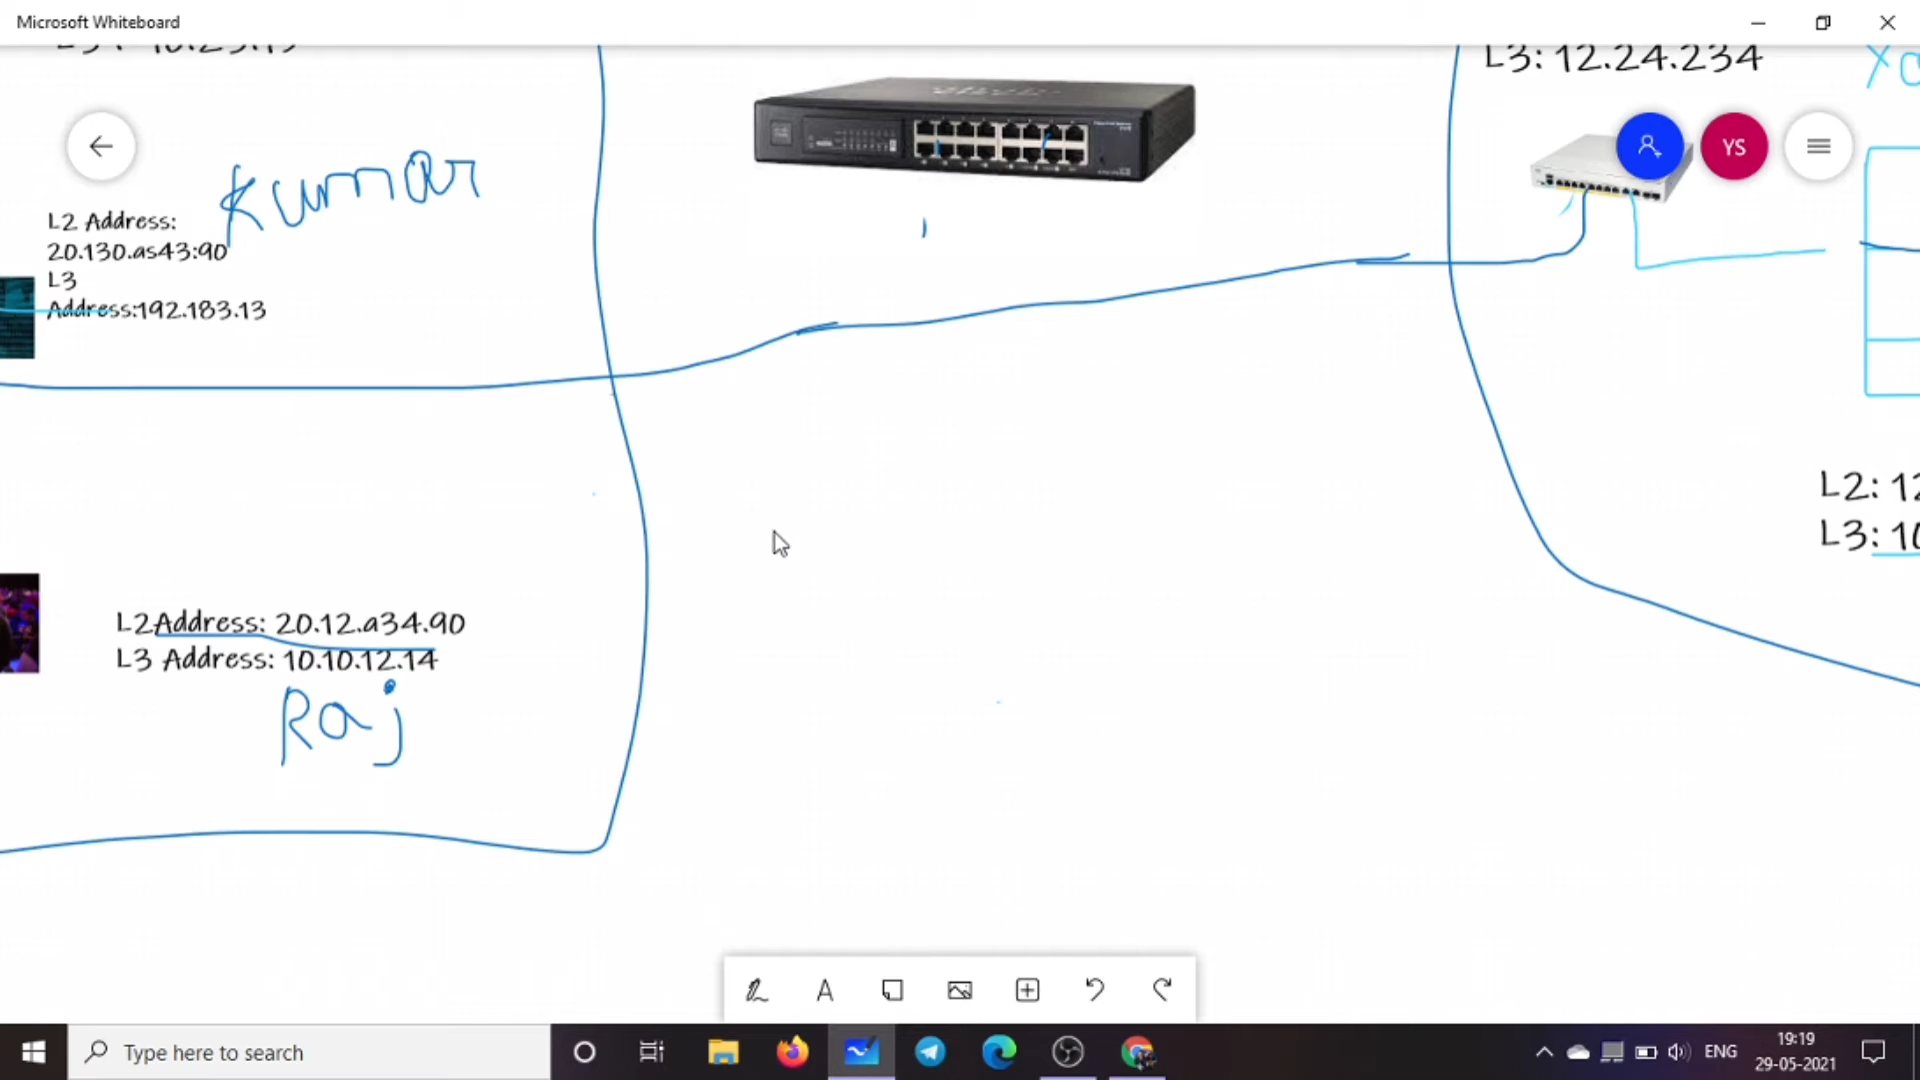 Microsoft Whiteboard
L3: 12.24.234
YS
Kumar
L2 Address:
20.130.as43:90
L3
Address:192.183.13
L2: 12
L3: 10
L2Address: 20.12.a34.90
L3 Address: 10.10.12.14
Raj
Type here to search
ENG
19:19
29-05-2021